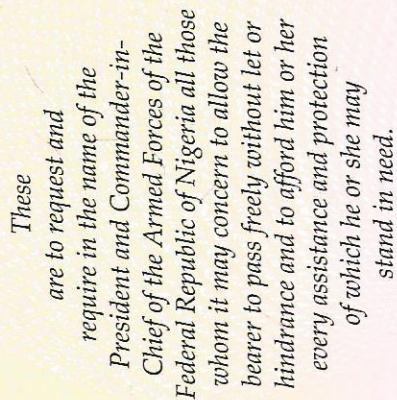 These
are to request and
require in the name of the
President and Commander-in-
Chief of the Armed Forces of the
Federal Republic of Nigeria all those
whom it may concern to allow the
bearer to pass freely without let or
hindrance and to afford him or her
every assistance and protection
of which he or she may
stand in need.